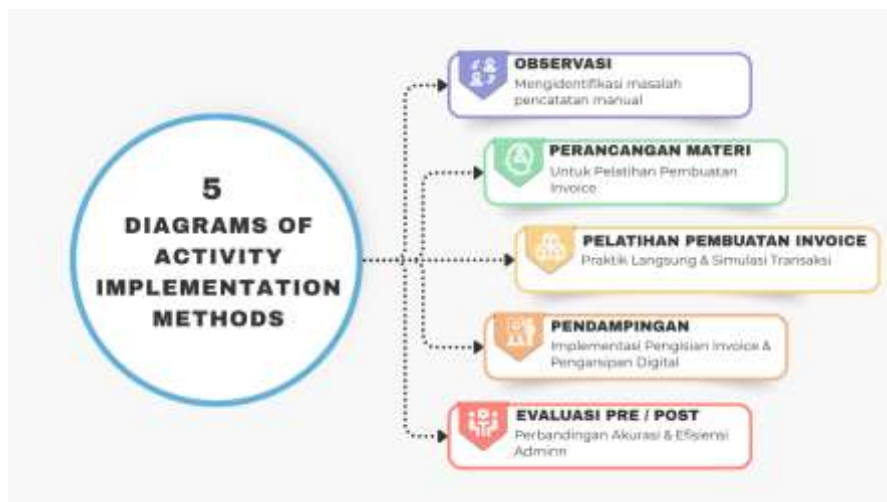 5
DIAGRAMS OF
ACTIVITY
IMPLEMENTATION
METHODS
OBSERVASI
Mengidentifikasi masalah
pencatatan manual
PERANCANGAN MATERI
Untuk Pelatihan Pembuatan
Invoice
PELATIHAN PEMBUATAN INVOICE
Praktik Langsung & Simulasi Transaksi
PENDAMPINGAN
Implementasi Pengisian Invoice &
Pengarsipan Digital
EVALUASI PRE / POST
Perbandingan Akurasi & Efisiensi
Adminn